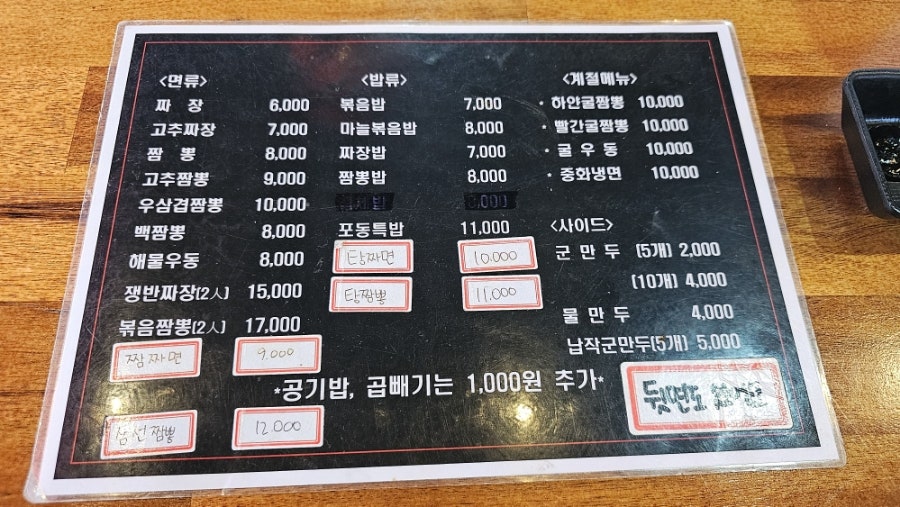 <면류>
짜 장 6,000
고추짜장 7,000
짬 뽕 8,000
고추짬뽕 9,000
우삼겹짬뽕 10,000
백짬뽕 8,000
해물우동 8,000
쟁반짜장(2人) 15,000
볶음짬뽕(2人) 17,000
짬짜면 9.000
삼선짬뽕 12.000
<밥류>
볶음밥 7,000
마늘볶음밥 8,000
짜장밥 7,000
짬뽕밥 8,000
포동특밥 11,000
탕짜면 10.000
탕짬뽕 11.000
<계절메뉴>
* 하얀굴짬뽕 10,000
* 빨간굴짬뽕 10,000
* 굴 우 동 10,000
* 중화냉면 10,000
<사이드>
군 만 두 (5개) 2,000
(10개) 4,000
물 만 두 4,000
납작군만두(5개) 5,000
*공기밥, 곱빼기는 1,000원 추가*
뒷면도